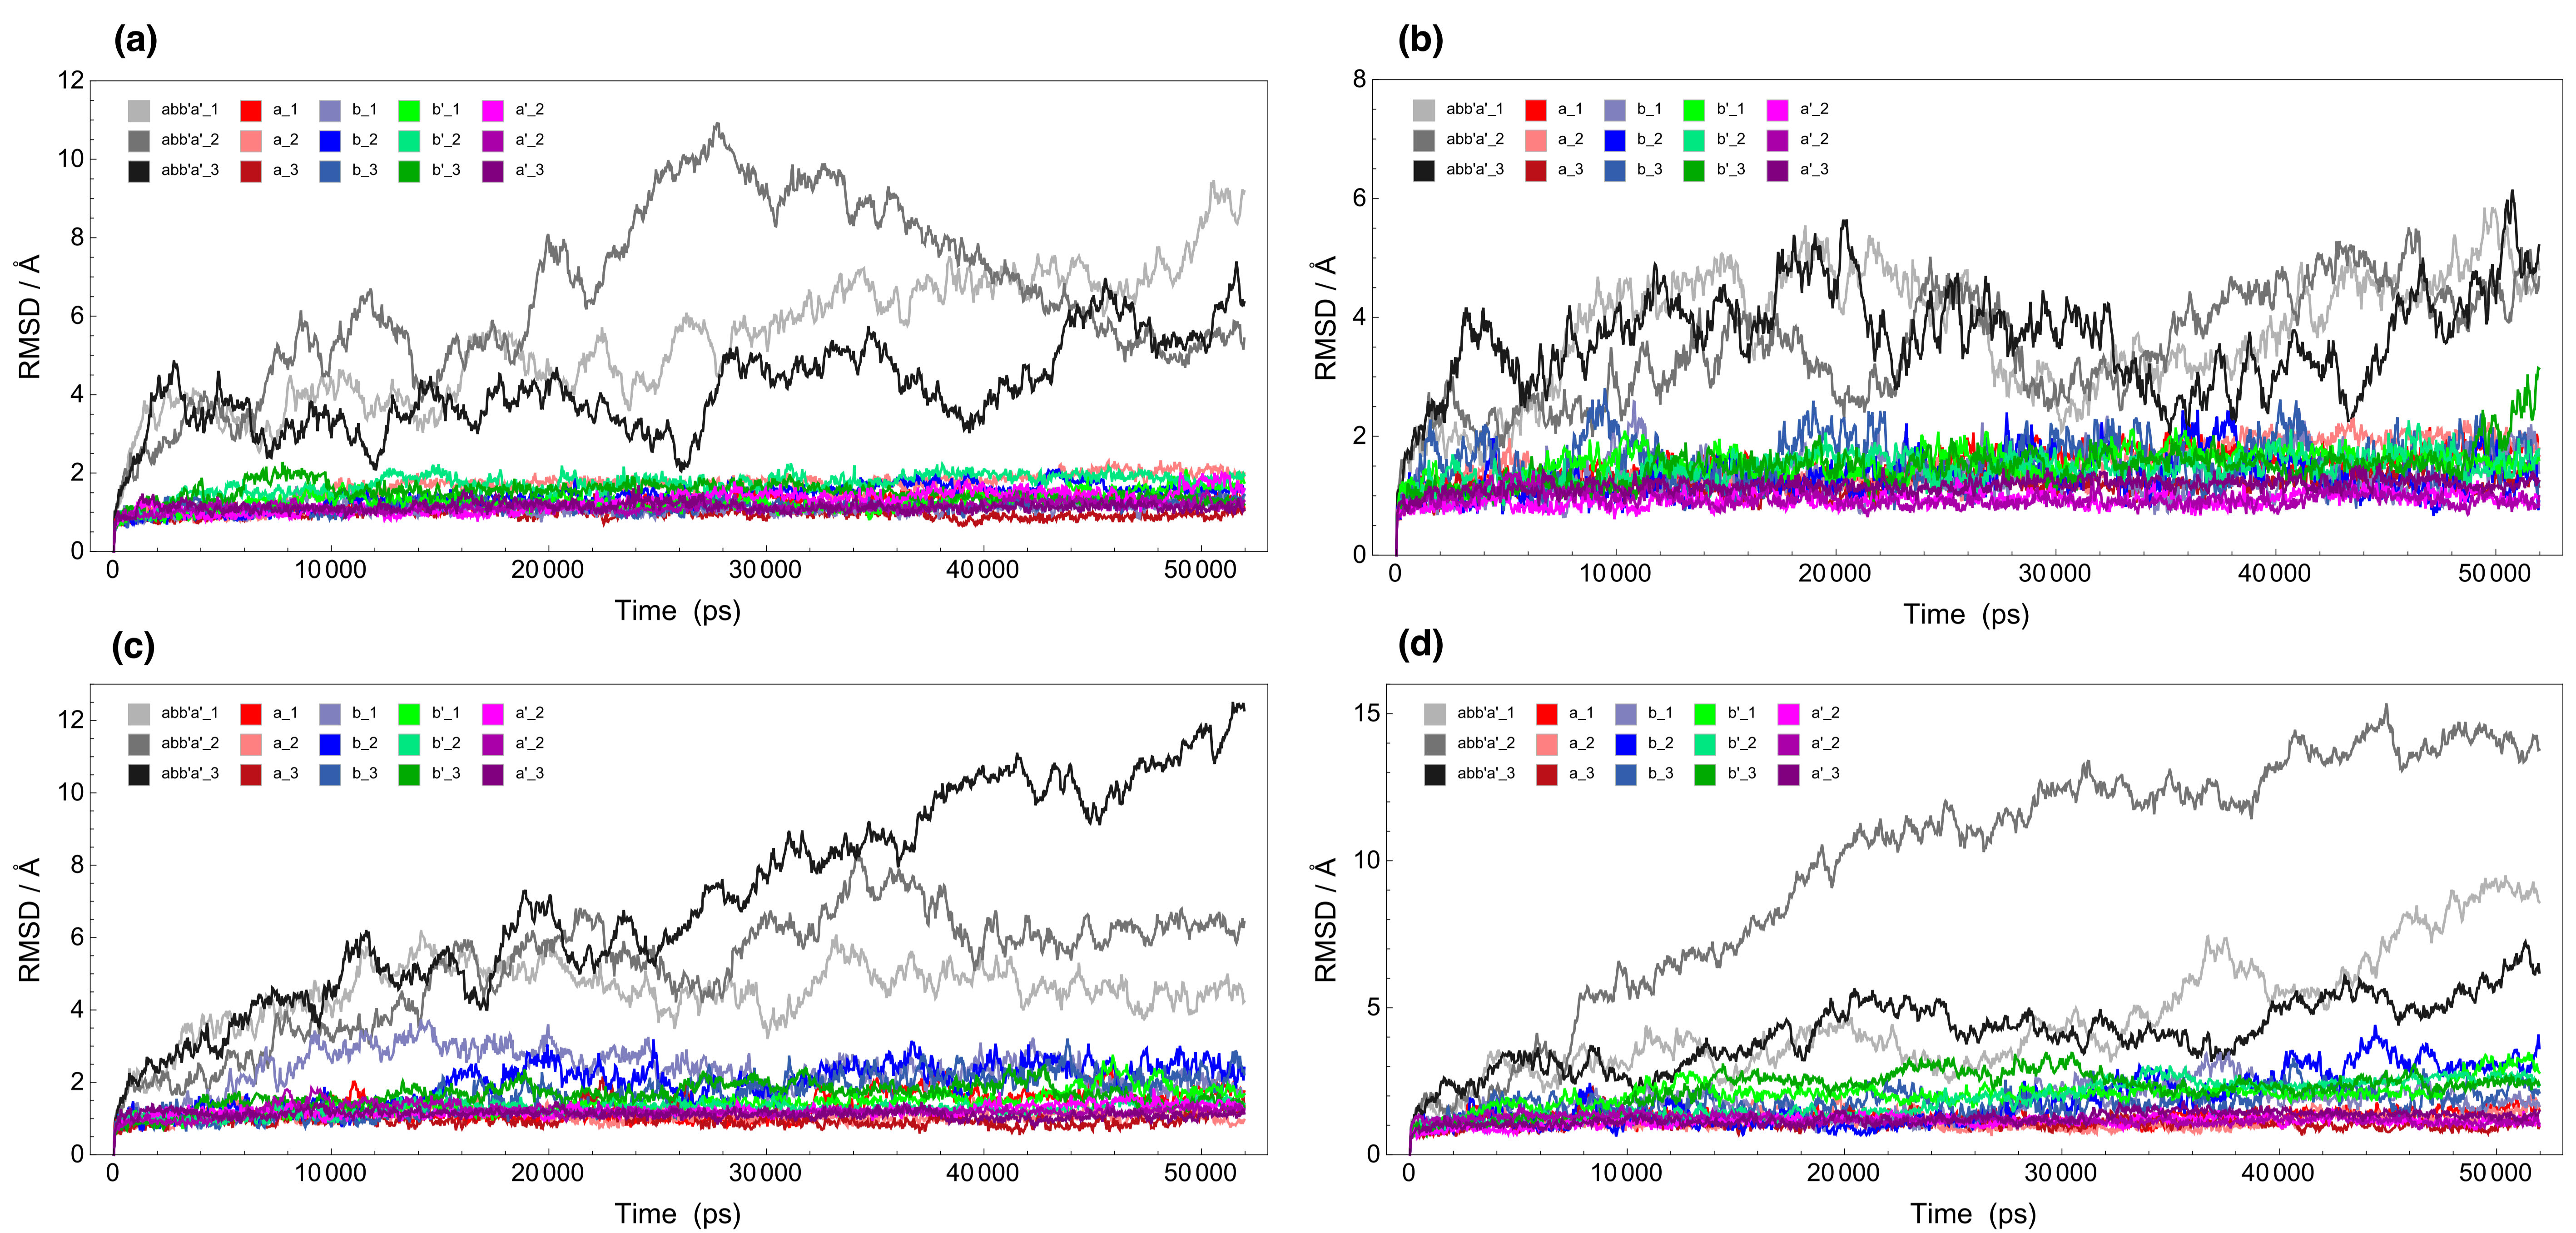 (a)
12
10
8
6
4
2
0
RMSD / Å
abb'a'_1 a_1 b_1 b'_1 a'_2
abb'a'_2 a_2 b_2 b'_2 a'_2
abb'a'_3 a_3 b_3 b'_3 a'_3
0 10 000 20 000 30 000 40 000 50 000
Time (ps)
(b)
8
6
4
2
0
RMSD / Å
abb'a'_1 a_1 b_1 b'_1 a'_2
abb'a'_2 a_2 b_2 b'_2 a'_2
abb'a'_3 a_3 b_3 b'_3 a'_3
0 10 000 20 000 30 000 40 000 50 000
Time (ps)
(c)
12
10
8
6
4
2
0
RMSD / Å
abb'a'_1 a_1 b_1 b'_1 a'_2
abb'a'_2 a_2 b_2 b'_2 a'_2
abb'a'_3 a_3 b_3 b'_3 a'_3
0 10 000 20 000 30 000 40 000 50 000
Time (ps)
(d)
15
10
5
0
RMSD / Å
abb'a'_1 a_1 b_1 b'_1 a'_2
abb'a'_2 a_2 b_2 b'_2 a'_2
abb'a'_3 a_3 b_3 b'_3 a'_3
0 10 000 20 000 30 000 40 000 50 000
Time (ps)